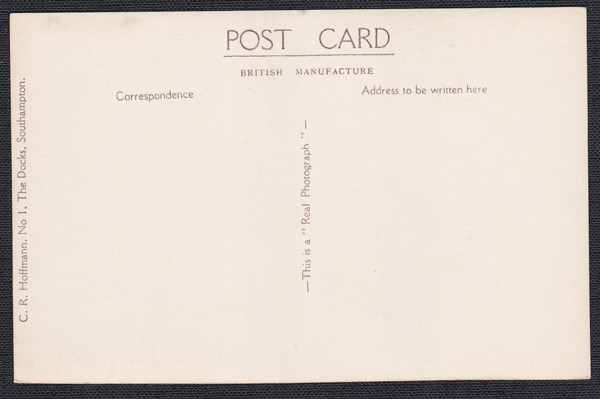 POST CARD
BRITISH MANUFACTURE
Correspondence
Address to be written here
—This is a "Real Photograph"—
C. R. Hoffmann, No 1, The Docks, Southampton.